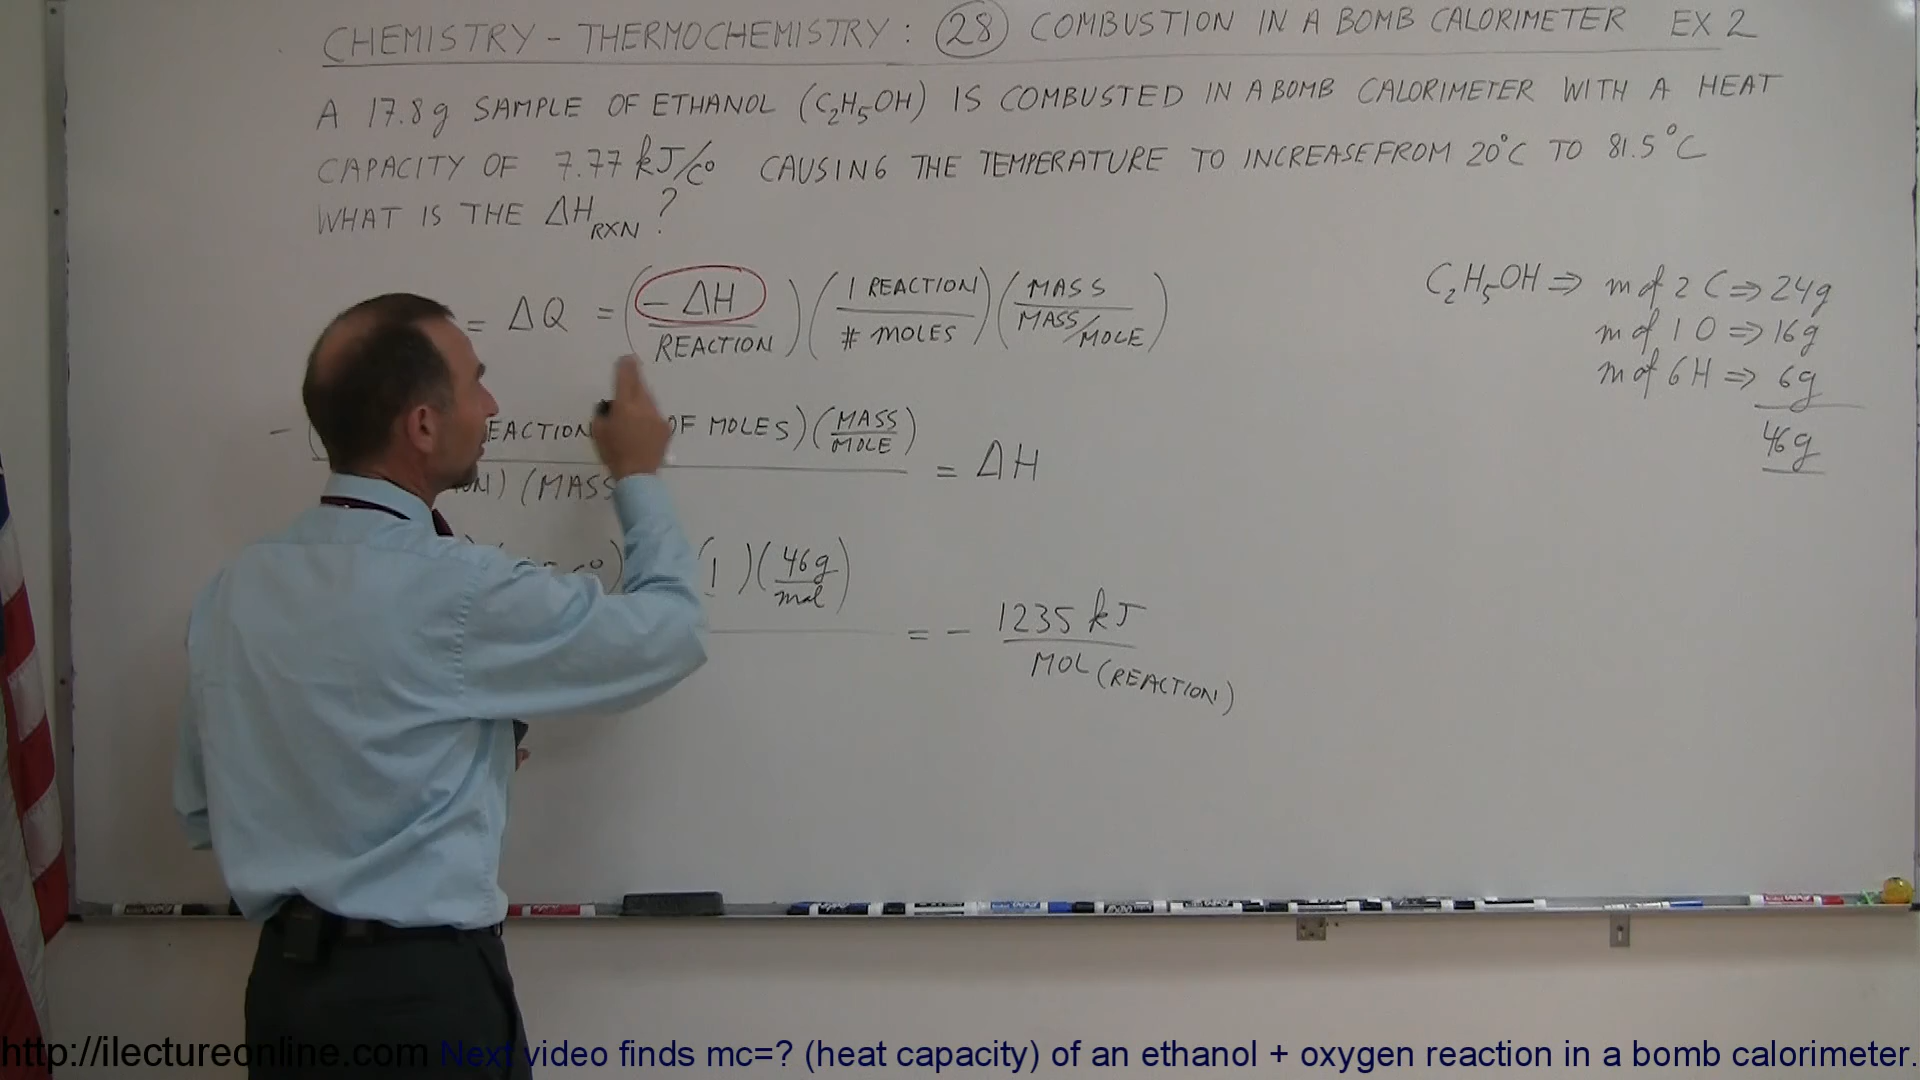 CHEMISTRY - THERMOCHEMISTRY : 28 COMBUSTION IN A BOMB CALORIMETER EX 2
A 17.8g SAMPLE OF ETHANOL (C₂H₅OH) IS COMBUSTED IN A BOMB CALORIMETER WITH A HEAT
CAPACITY OF 7.77 kJ/C° CAUSING THE TEMPERATURE TO INCREASE FROM 20°C TO 81.5°C
WHAT IS THE ΔH RXN ?
= ΔQ = (- ΔH / REACTION) (1 REACTION / # MOLES) (MASS / MASS/MOLE)
C₂H₅OH ⇒ m of 2 C ⇒ 24g
m of 1 O ⇒ 16g
m of 6 H ⇒ 6g
46g
- OF MOLES) (MASS / MOLE) = ΔH
(MASS
(1) (46g / mol) = - 1235 kJ / MOL (REACTION)
http://ilectureonline.com Next video finds mc=? (heat capacity) of an ethanol + oxygen reaction in a bomb calorimeter.